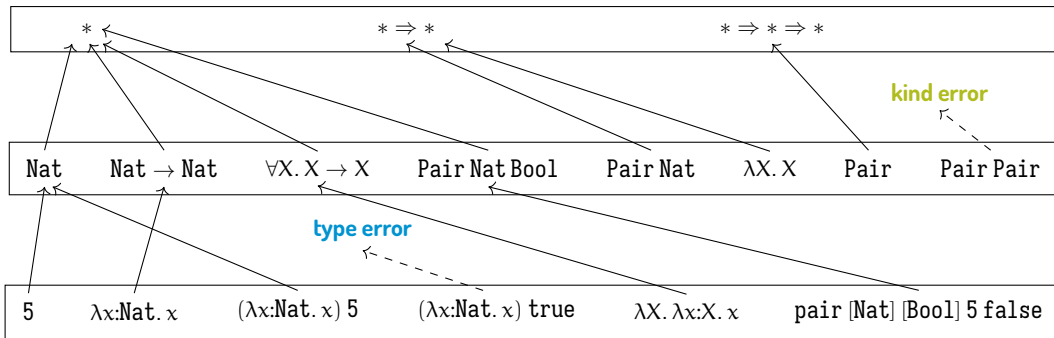 ∗ ∗ ⇒ ∗ ∗ ⇒ ∗ ⇒ ∗
kind error
Nat Nat → Nat ∀X. X → X Pair Nat Bool Pair Nat λX. X Pair Pair Pair
type error
5 λx:Nat. x (λx:Nat. x) 5 (λx:Nat. x) true λX. λx:X. x pair [Nat] [Bool] 5 false